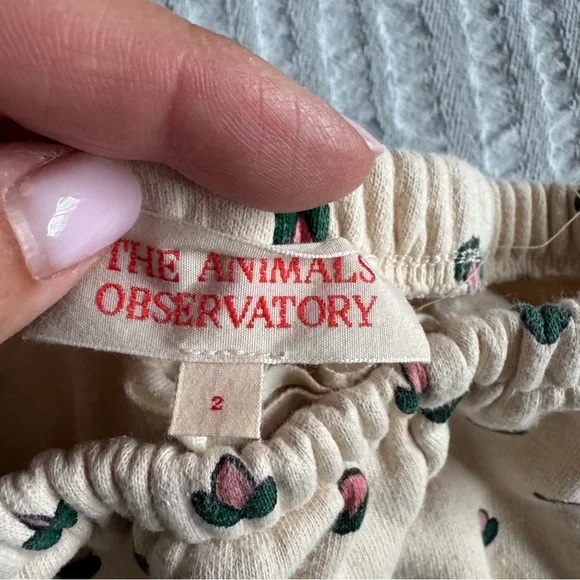 THE ANIMALS
OBSERVATORY
2